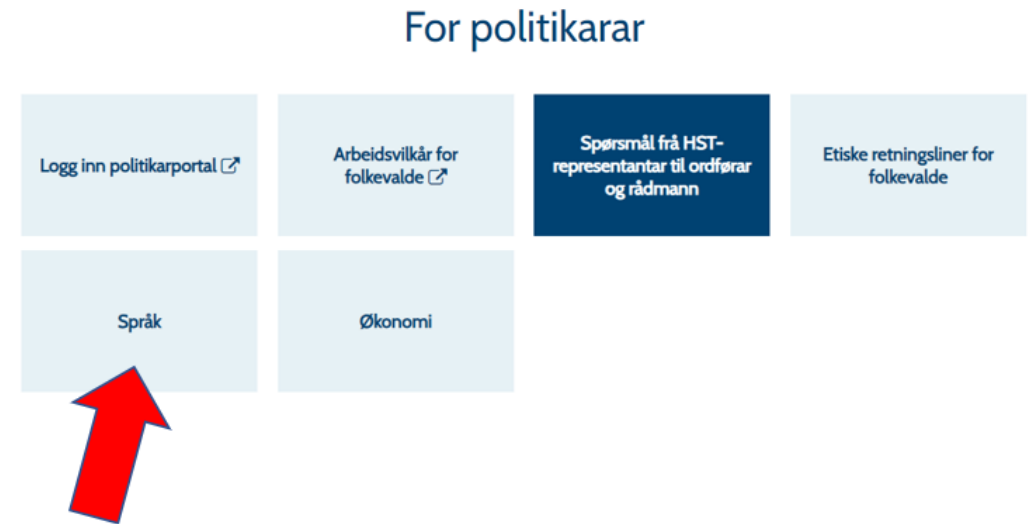 For politikarar
Logg inn politikarportal
Arbeidsvilkår for
folkevalde
Spørsmål frå HST-
representantar til ordførar
og rådmann
Etiske retningsliner for
folkevalde
Språk
Økonomi